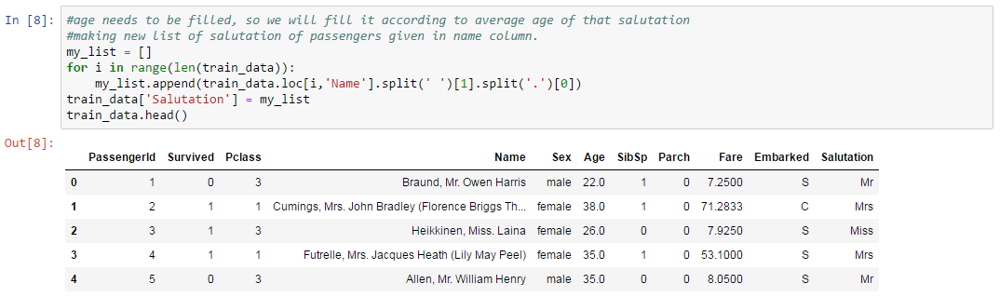 In [8]: #age needs to be filled, so we will fill it according to average age of that salutation
#making new list of salutation of passengers given in name column.
my_list = []
for i in range(len(train_data)):
    my_list.append(train_data.loc[i,'Name'].split(' ')[1].split('.')[0])
train_data['Salutation'] = my_list
train_data.head()
Out[8]:
PassengerId Survived Pclass Name Sex Age SibSp Parch Fare Embarked Salutation
0 1 0 3 Braund, Mr. Owen Harris male 22.0 1 0 7.2500 S Mr
1 2 1 1 Cumings, Mrs. John Bradley (Florence Briggs Th... female 38.0 1 0 71.2833 C Mrs
2 3 1 3 Heikkinen, Miss. Laina female 26.0 0 0 7.9250 S Miss
3 4 1 1 Futrelle, Mrs. Jacques Heath (Lily May Peel) female 35.0 1 0 53.1000 S Mrs
4 5 0 3 Allen, Mr. William Henry male 35.0 0 0 8.0500 S Mr